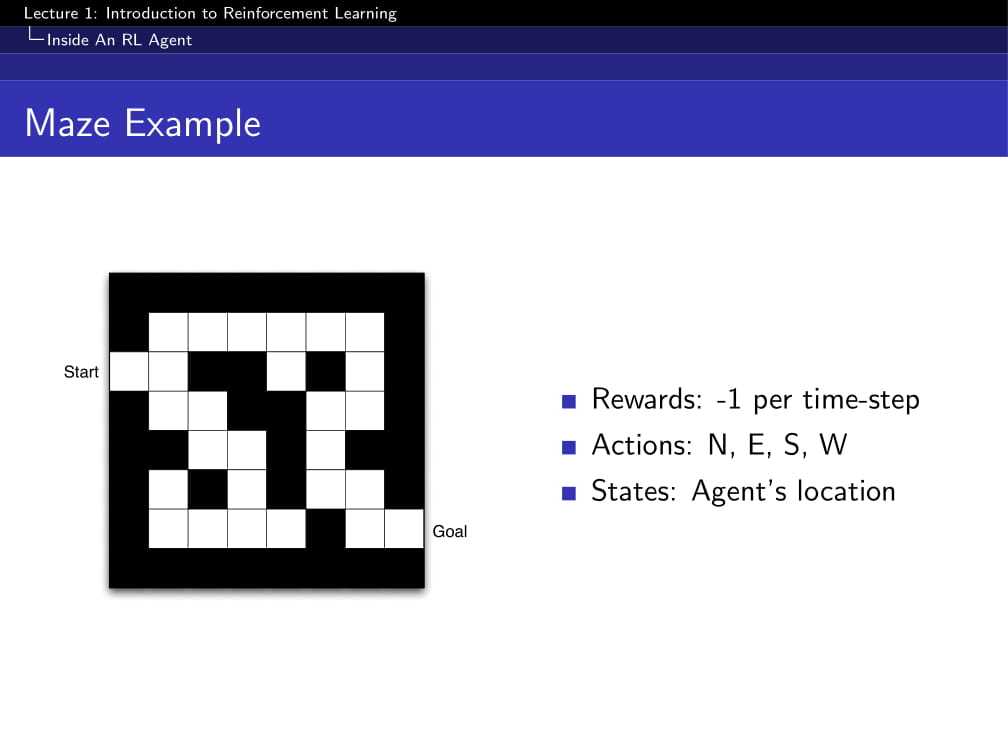 Lecture 1: Introduction to Reinforcement Learning
Inside An RL Agent
Maze Example
Start
Goal
Rewards: -1 per time-step
Actions: N, E, S, W
States: Agent's location